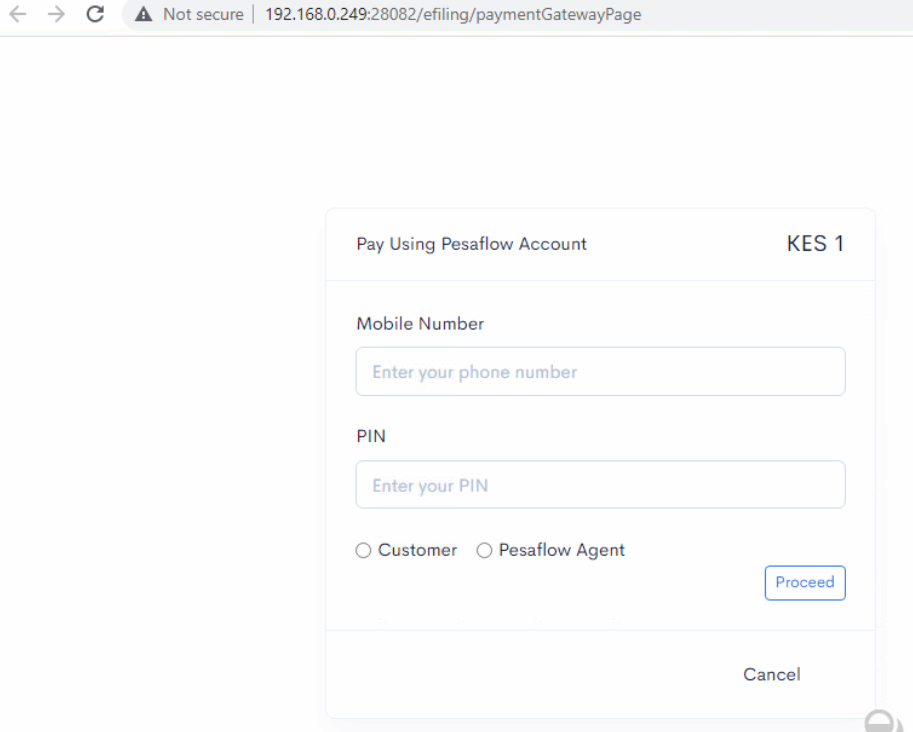 Not secure | 192.168.0.249:28082/efiling/paymentGatewayPage
Pay Using Pesaflow Account KES 1
Mobile Number
Enter your phone number
PIN
Enter your PIN
Customer Pesaflow Agent
Proceed
Cancel